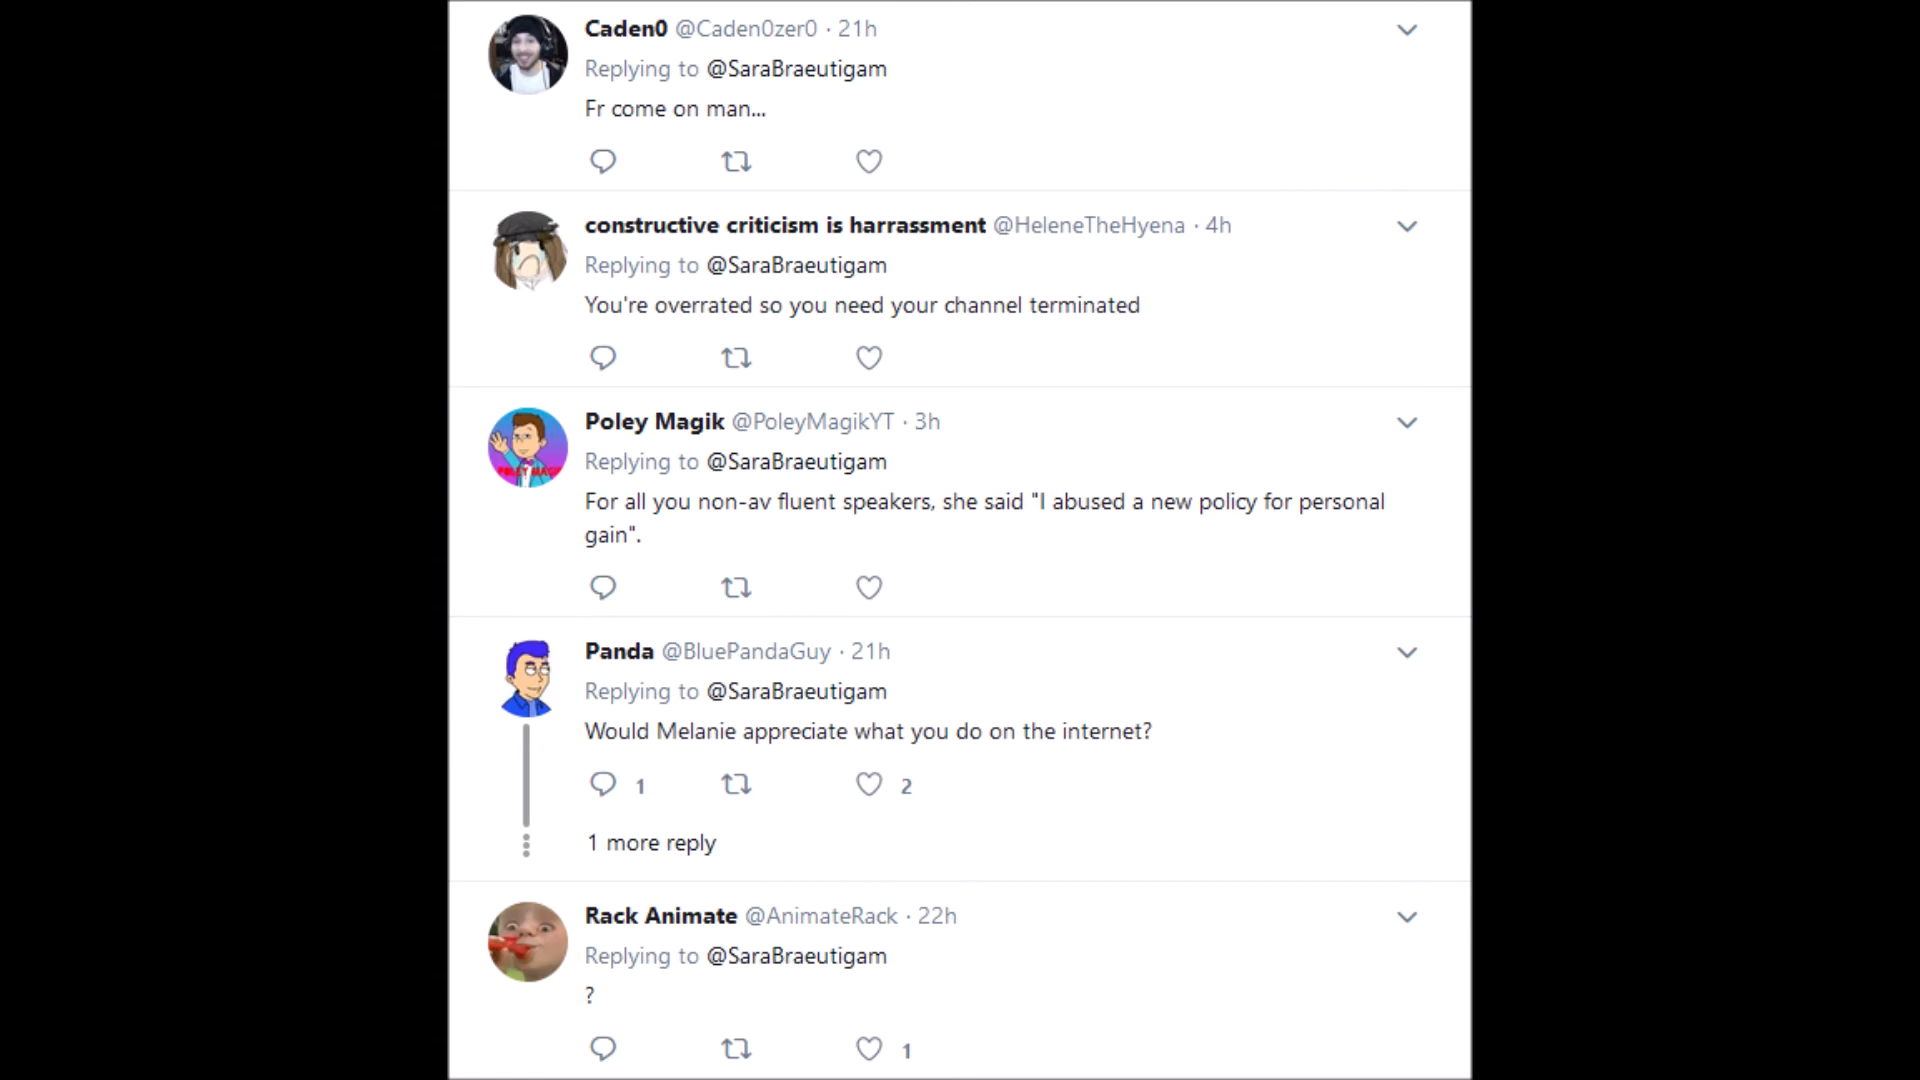 Caden0 @Caden0zer0 · 21h
Replying to @SaraBraeutigam
Fr come on man...
constructive criticism is harrassment @HeleneTheHyena · 4h
Replying to @SaraBraeutigam
You're overrated so you need your channel terminated
Poley Magik @PoleyMagikYT · 3h
Replying to @SaraBraeutigam
For all you non-av fluent speakers, she said "I abused a new policy for personal
gain".
POLEY MAGIK
Panda @BluePandaGuy · 21h
Replying to @SaraBraeutigam
Would Melanie appreciate what you do on the internet?
1 2
1 more reply
Rack Animate @AnimateRack · 22h
Replying to @SaraBraeutigam
?
1